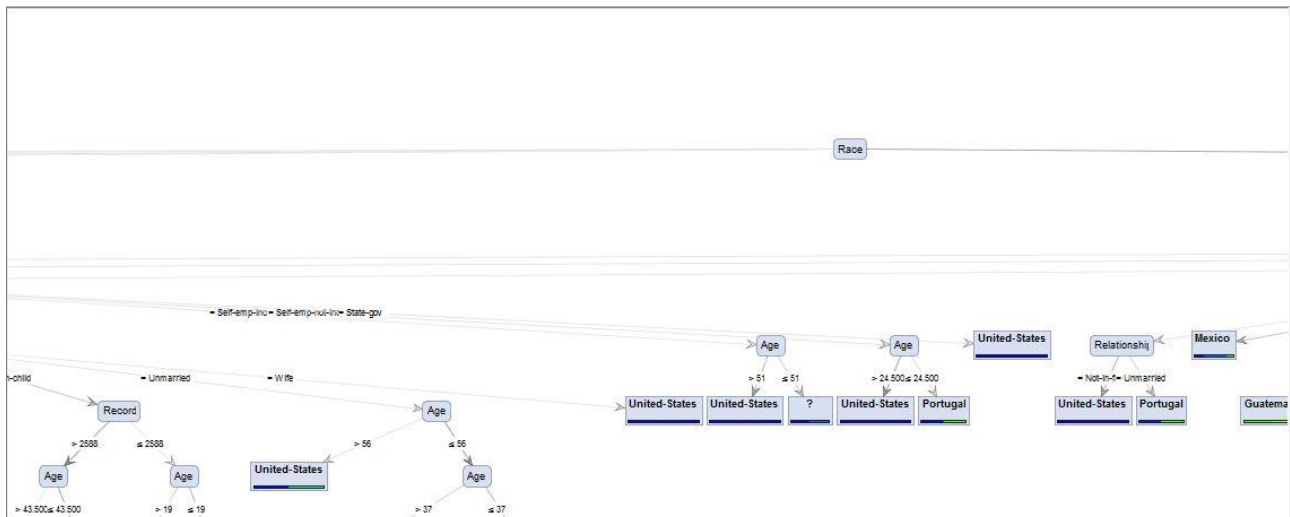 Race
= Self-emp-inc = Self-emp-not-inc = State-gov
Age
Age
United-States
Relationship
Mexico
n-child
= Unmarried
= Wife
> 51
≤ 51
> 24.500
≤ 24.500
= Not-in-f
= Unmarried
Record
Age
United-States
United-States
?
United-States
Portugal
United-States
Portugal
Guatema
> 2588
≤ 2588
> 56
≤ 56
Age
Age
United-States
Age
> 43.500
≤ 43.500
> 19
≤ 19
> 37
≤ 37